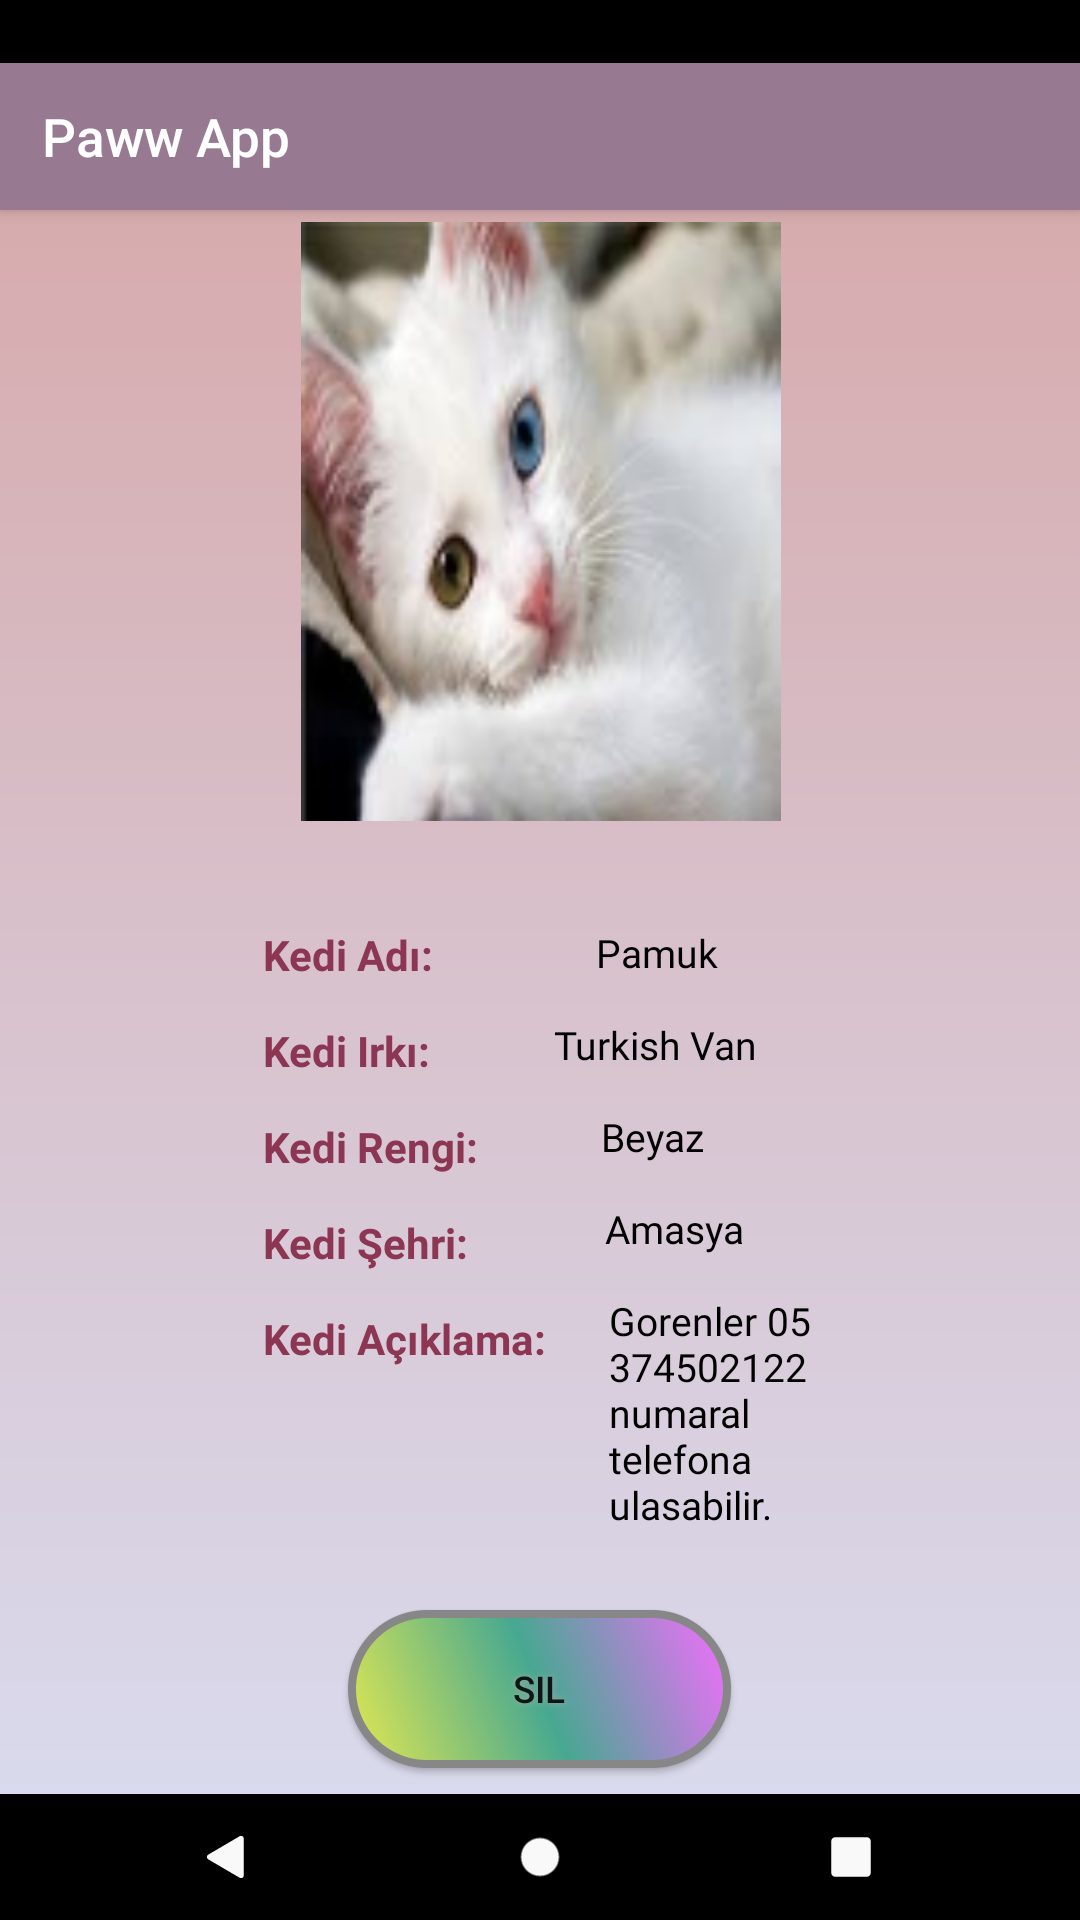 Paww App
Kedi Adı: Pamuk
Kedi Irkı: Turkish Van
Kedi Rengi: Beyaz
Kedi Şehri: Amasya
Kedi Açıklama: Gorenler 05
374502122
numaral
telefona
ulasabilir.
SIL